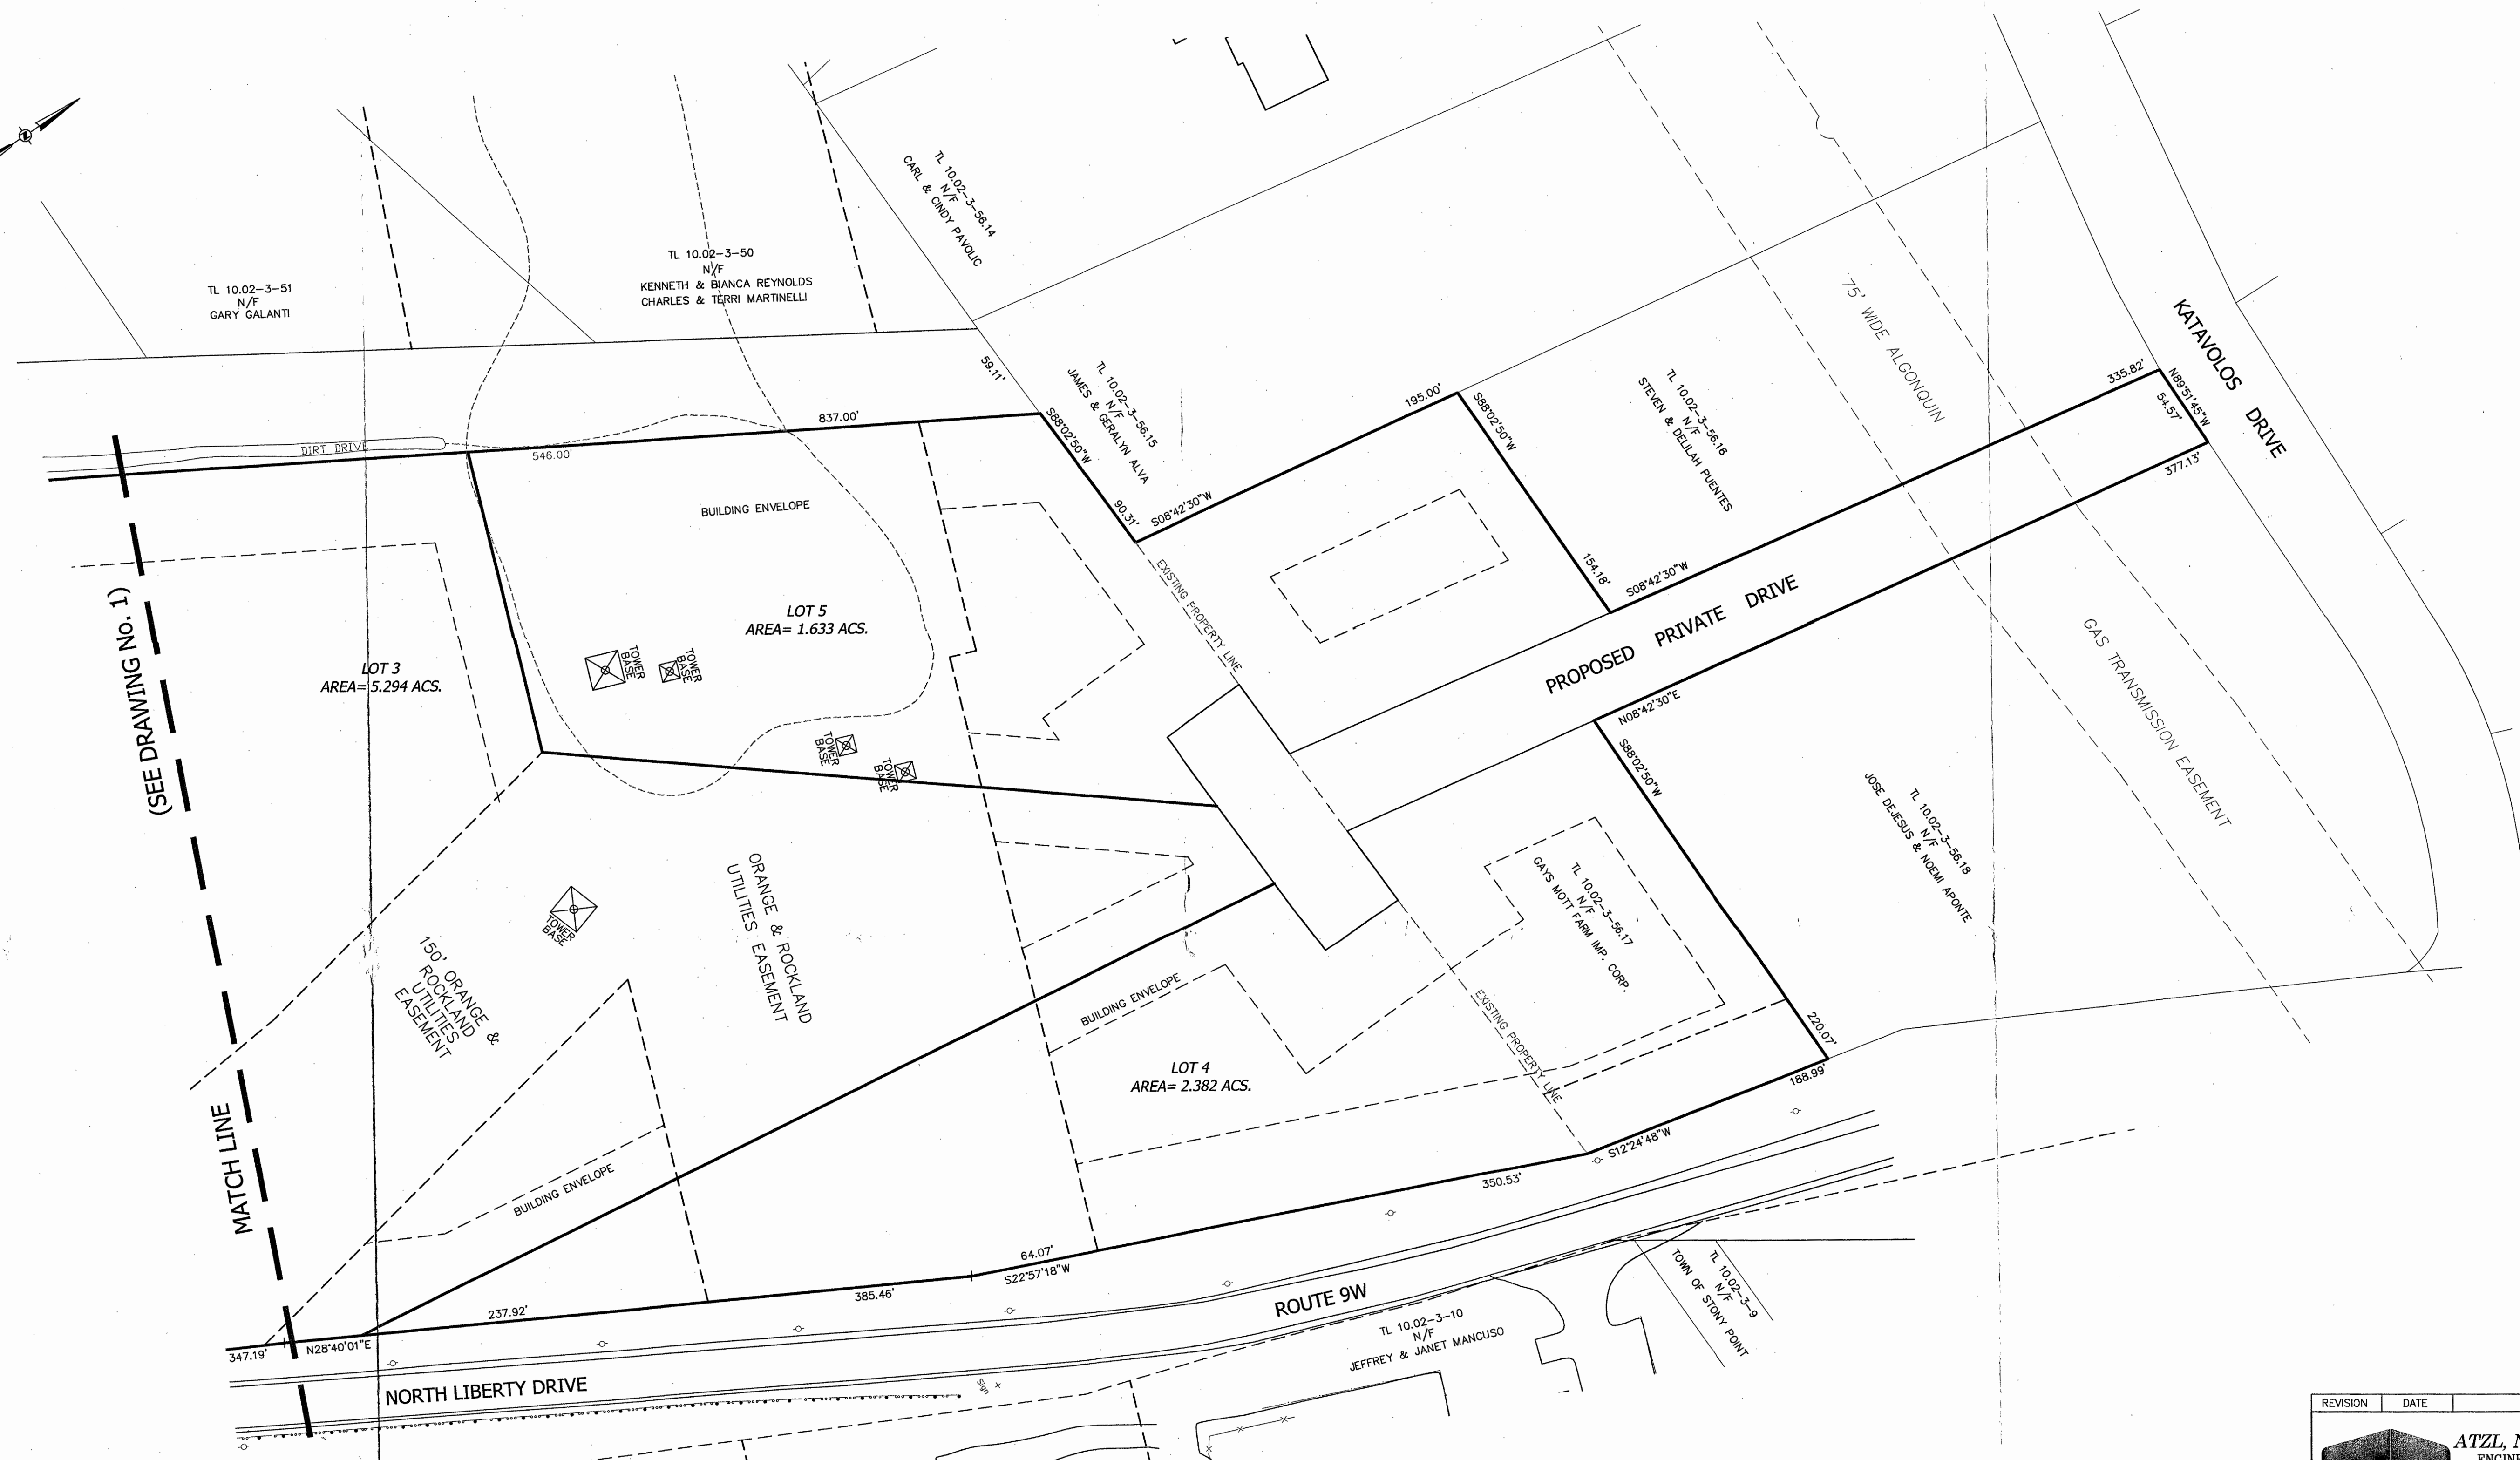 TL 10.02-3-56.14
N/F
CARL & CINDY PAVOLIC
TL 10.02-3-50
N/F
KENNETH & BIANCA REYNOLDS
CHARLES & TERRI MARTINELLI
TL 10.02-3-51
N/F
GARY GALANTI
75' WIDE ALGONQUIN
KATAVOLOS DRIVE
59.11'
TL 10.02-3-56.15
N/F
JAMES & GERALYN ALVA
195.00'
S88°02'50"W
TL 10.02-3-56.16
N/F
STEVEN & DELILAH PUENTES
335.82'
N89°51'45"W
54.57'
377.13'
837.00'
S88°02'50"W
90.31'
S08°42'30"W
DIRT DRIVE
546.00'
BUILDING ENVELOPE
EXISTING PROPERTY LINE
154.18'
S08°42'30"W
PROPOSED PRIVATE DRIVE
(SEE DRAWING No. 1)
LOT 5
AREA= 1.633 ACS.
LOT 3
AREA= 5.294 ACS.
TOWER
BASE
TOWER
BASE
TOWER
BASE
TOWER
BASE
N08°42'30"E
S88°02'50"W
GAS TRANSMISSION EASEMENT
TL 10.02-3-56.18
N/F
JOSE DEJESUS & NOEMI APONTE
TL 10.02-3-56.17
N/F
GAYS MOTT FARM IMP. CORP.
ORANGE & ROCKLAND
UTILITIES EASEMENT
TOWER
BASE
150' ORANGE &
ROCKLAND
UTILITIES
EASEMENT
BUILDING ENVELOPE
EXISTING PROPERTY LINE
220.07'
LOT 4
AREA= 2.382 ACS.
188.99'
MATCH LINE
BUILDING ENVELOPE
S12°24'48"W
350.53'
64.07'
S22°57'18"W
385.46'
237.92'
347.19'
N28°40'01"E
ROUTE 9W
NORTH LIBERTY DRIVE
Sign
TL 10.02-3-10
N/F
JEFFREY & JANET MANCUSO
TL 10.02-3-9
N/F
TOWN OF STONY POINT
REVISION DATE
ATZL,